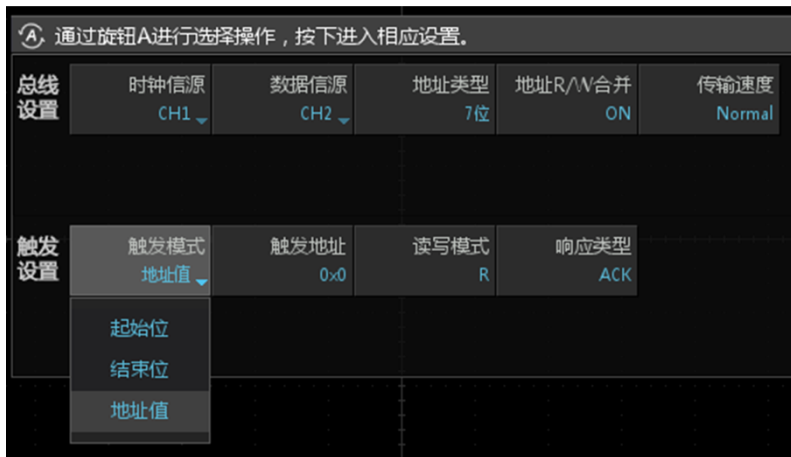 A 通过旋钮A进行选择操作，按下进入相应设置。
总线设置
时钟信源 CH1
数据信源 CH2
地址类型 7位
地址R/W合并 ON
传输速度 Normal
触发设置
触发模式 地址值
触发地址 0x0
读写模式 R
响应类型 ACK
起始位
结束位
地址值